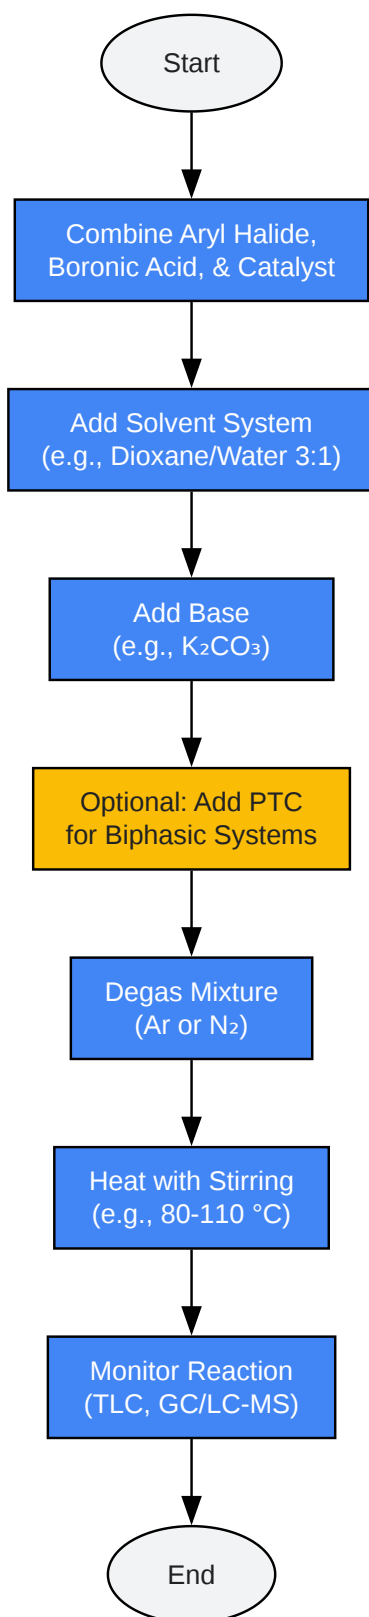 Start
Combine Aryl Halide,
Boronic Acid, & Catalyst
Add Solvent System
(e.g., Dioxane/Water 3:1)
Add Base
(e.g., K₂CO₃)
Optional: Add PTC
for Biphasic Systems
Degas Mixture
(Ar or N₂)
Heat with Stirring
(e.g., 80-110 °C)
Monitor Reaction
(TLC, GC/LC-MS)
End